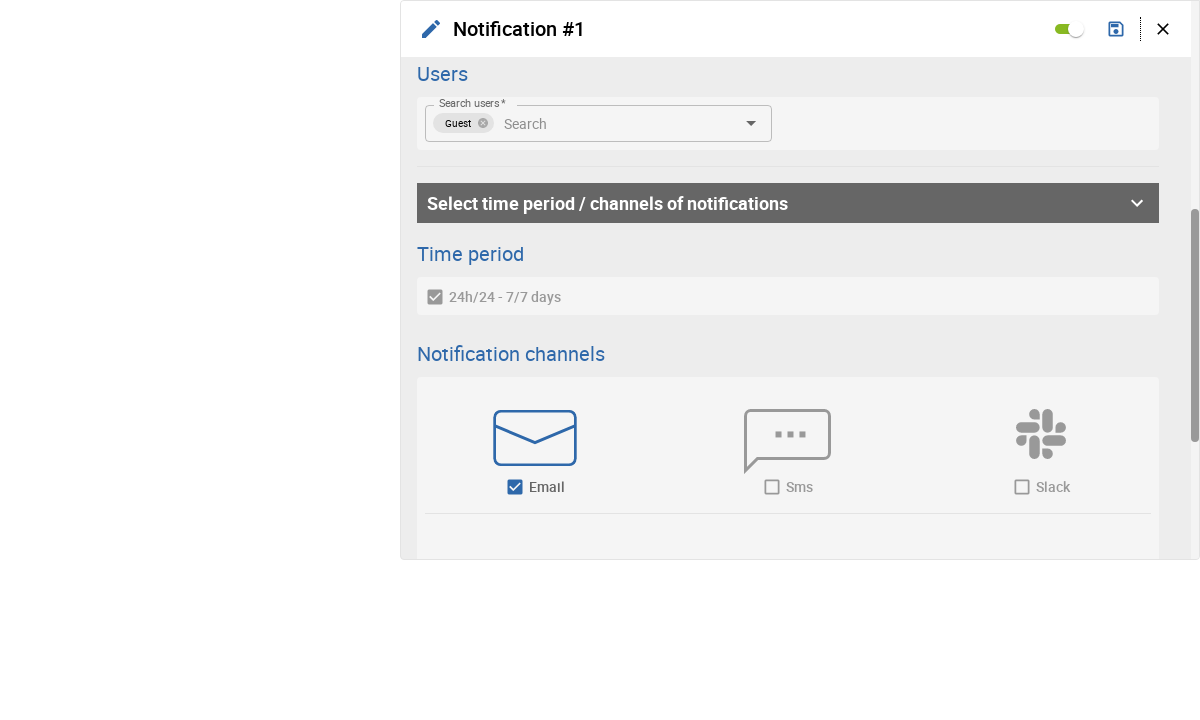 Notification #1
Users
Search users *
Guest
Search
Select time period / channels of notifications
Time period
24h/24 - 7/7 days
Notification channels
Email
Sms
Slack